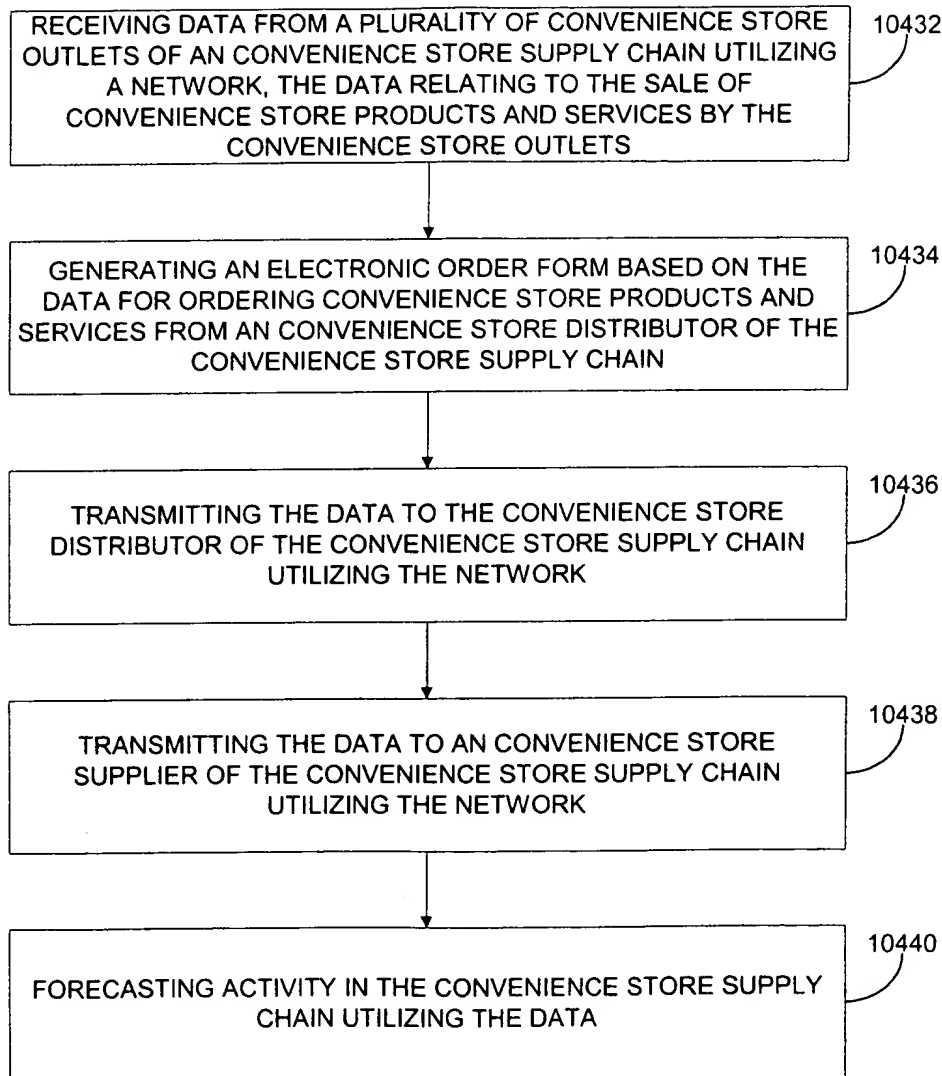 RECEIVING DATA FROM A PLURALITY OF CONVENIENCE STORE
OUTLETS OF AN CONVENIENCE STORE SUPPLY CHAIN UTILIZING
A NETWORK, THE DATA RELATING TO THE SALE OF
CONVENIENCE STORE PRODUCTS AND SERVICES BY THE
CONVENIENCE STORE OUTLETS
10432
GENERATING AN ELECTRONIC ORDER FORM BASED ON THE
DATA FOR ORDERING CONVENIENCE STORE PRODUCTS AND
SERVICES FROM AN CONVENIENCE STORE DISTRIBUTOR OF THE
CONVENIENCE STORE SUPPLY CHAIN
10434
TRANSMITTING THE DATA TO THE CONVENIENCE STORE
DISTRIBUTOR OF THE CONVENIENCE STORE SUPPLY CHAIN
UTILIZING THE NETWORK
10436
TRANSMITTING THE DATA TO AN CONVENIENCE STORE
SUPPLIER OF THE CONVENIENCE STORE SUPPLY CHAIN
UTILIZING THE NETWORK
10438
FORECASTING ACTIVITY IN THE CONVENIENCE STORE SUPPLY
CHAIN UTILIZING THE DATA
10440